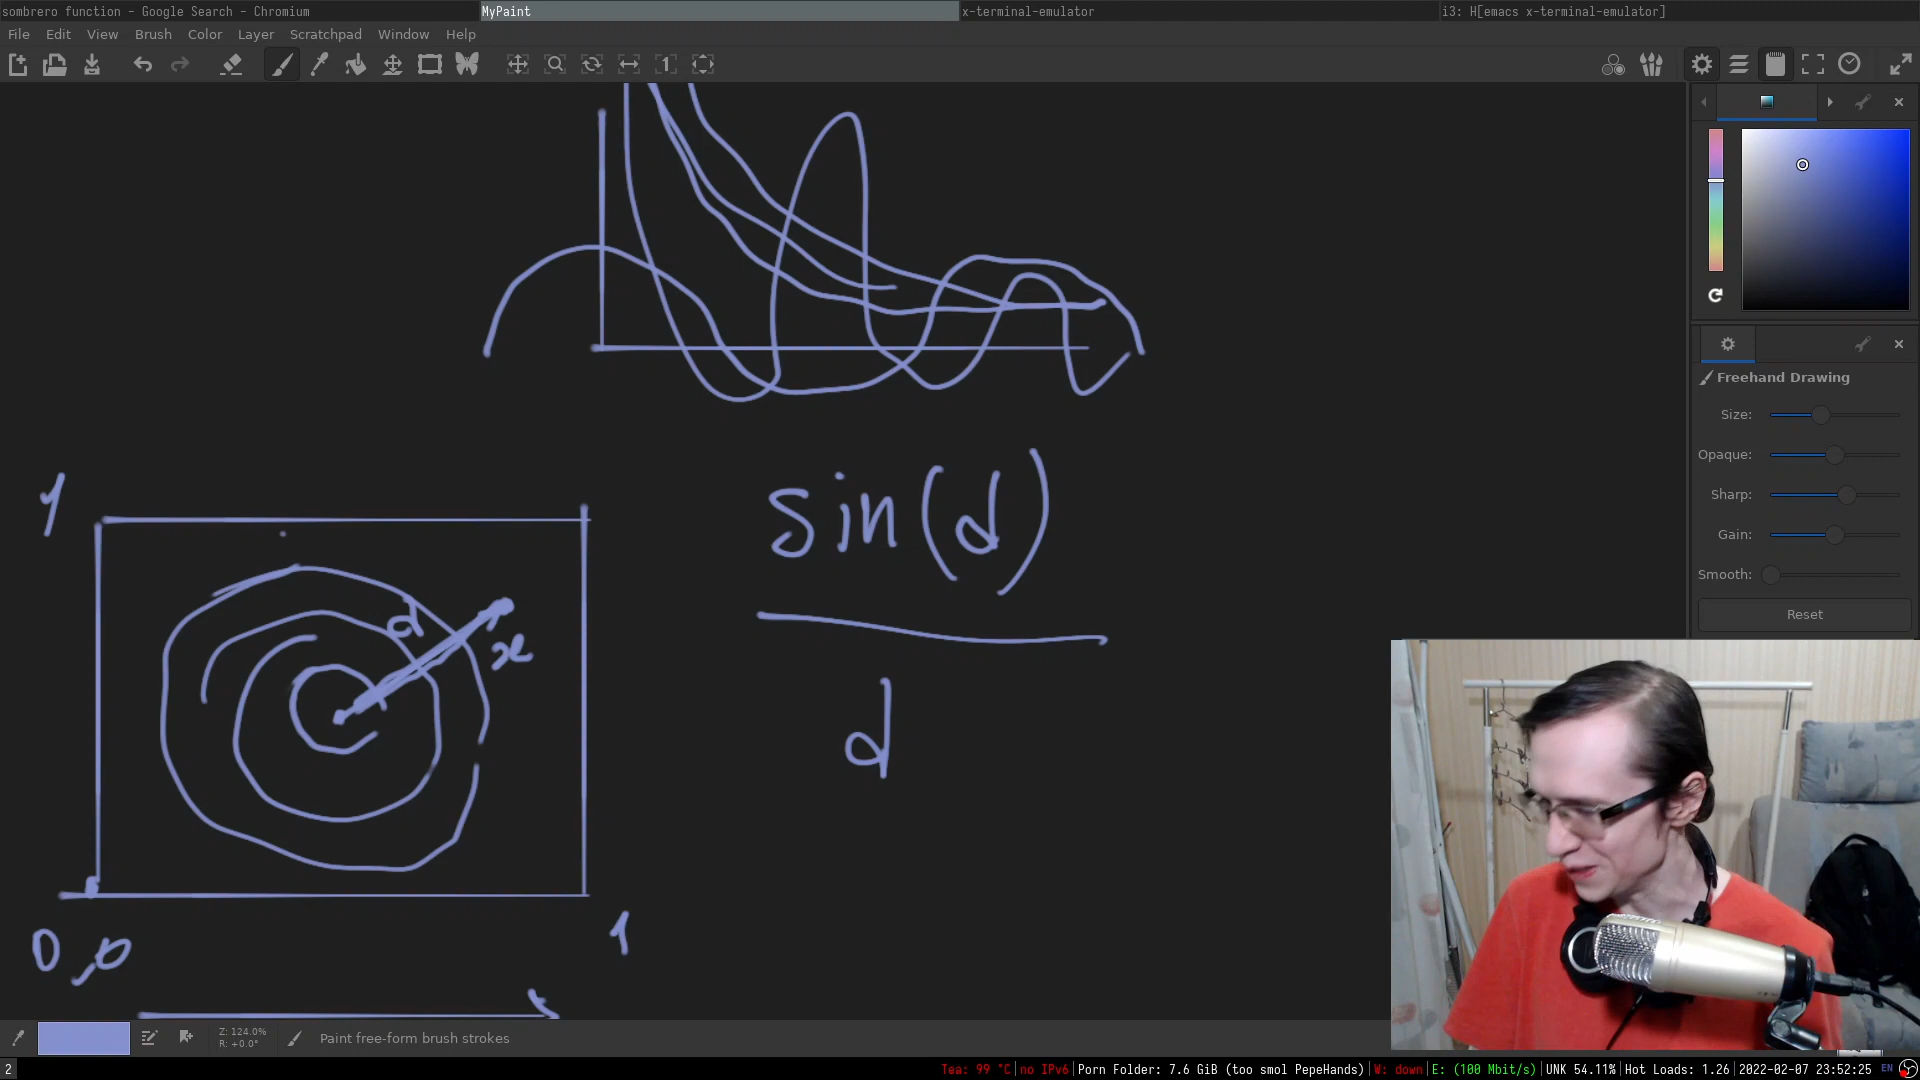 sombrero function - Google Search - Chromium
MyPaint
x-terminal-emulator
i3: H[emacs x-terminal-emulator]
File Edit View Brush Color Layer Scratchpad Window Help
1
Freehand Drawing
Size:
Opaque:
Sharp:
Gain:
Smooth:
Reset
1
sin(d)
d
d
x
0,0
1
Z: 124.0%
R: +0.0°
Paint free-form brush strokes
2
Tea: 99 °C|no IPv6|Porn Folder: 7.6 GiB (too smol PepeHands)|W: down|E: (100 Mbit/s)|UNK 54.11%|Hot Loads: 1.26|2022-02-07 23:52:25 EN